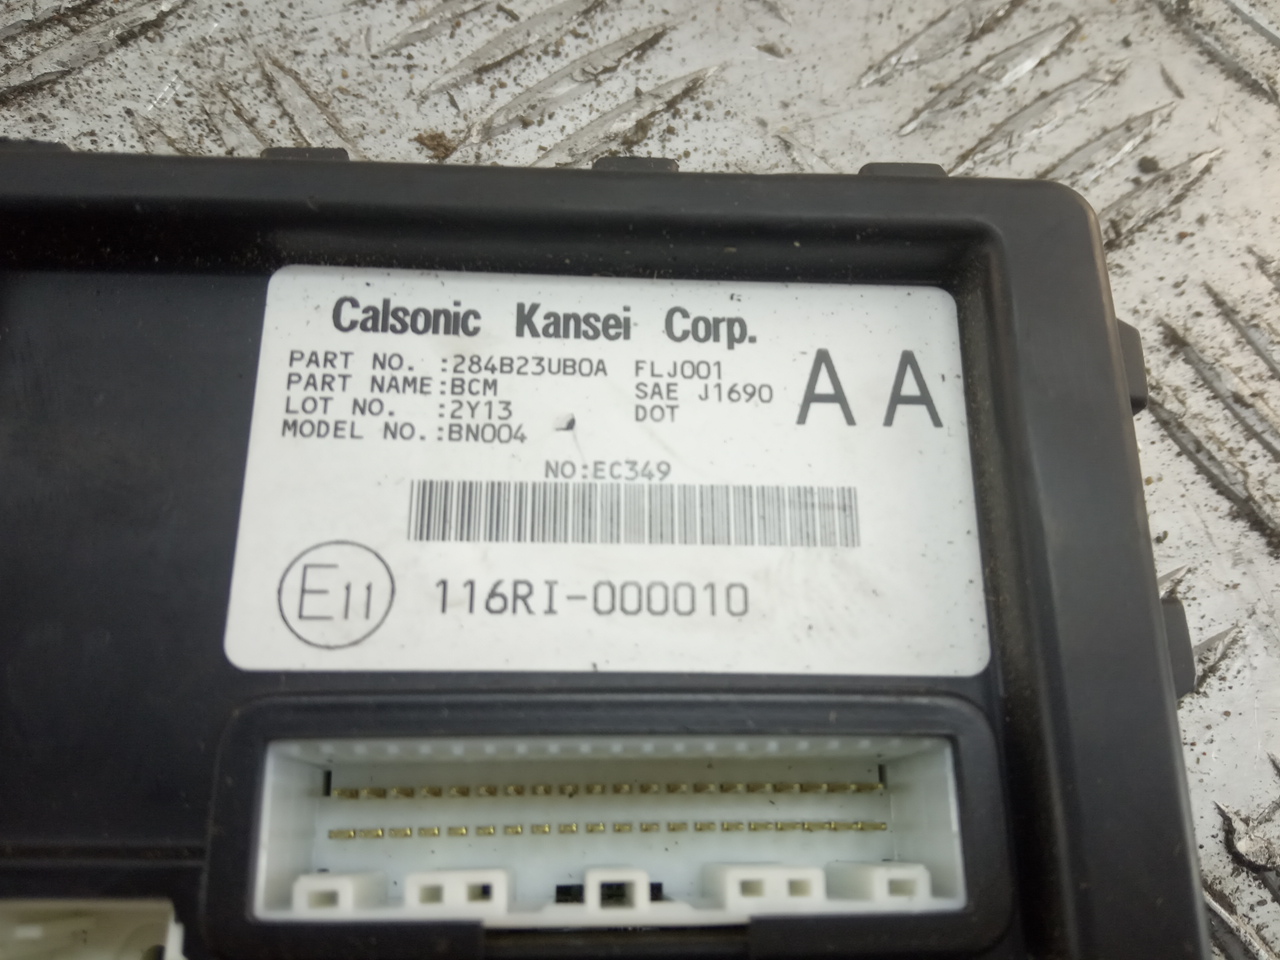 Calsonic Kansei Corp.
PART NO. :284B23UB0A FLJ001
PART NAME:BCM SAE J1690
LOT NO. :2Y13 DOT
MODEL NO.:BN004
AA
NO:EC349
E11 116RI-000010